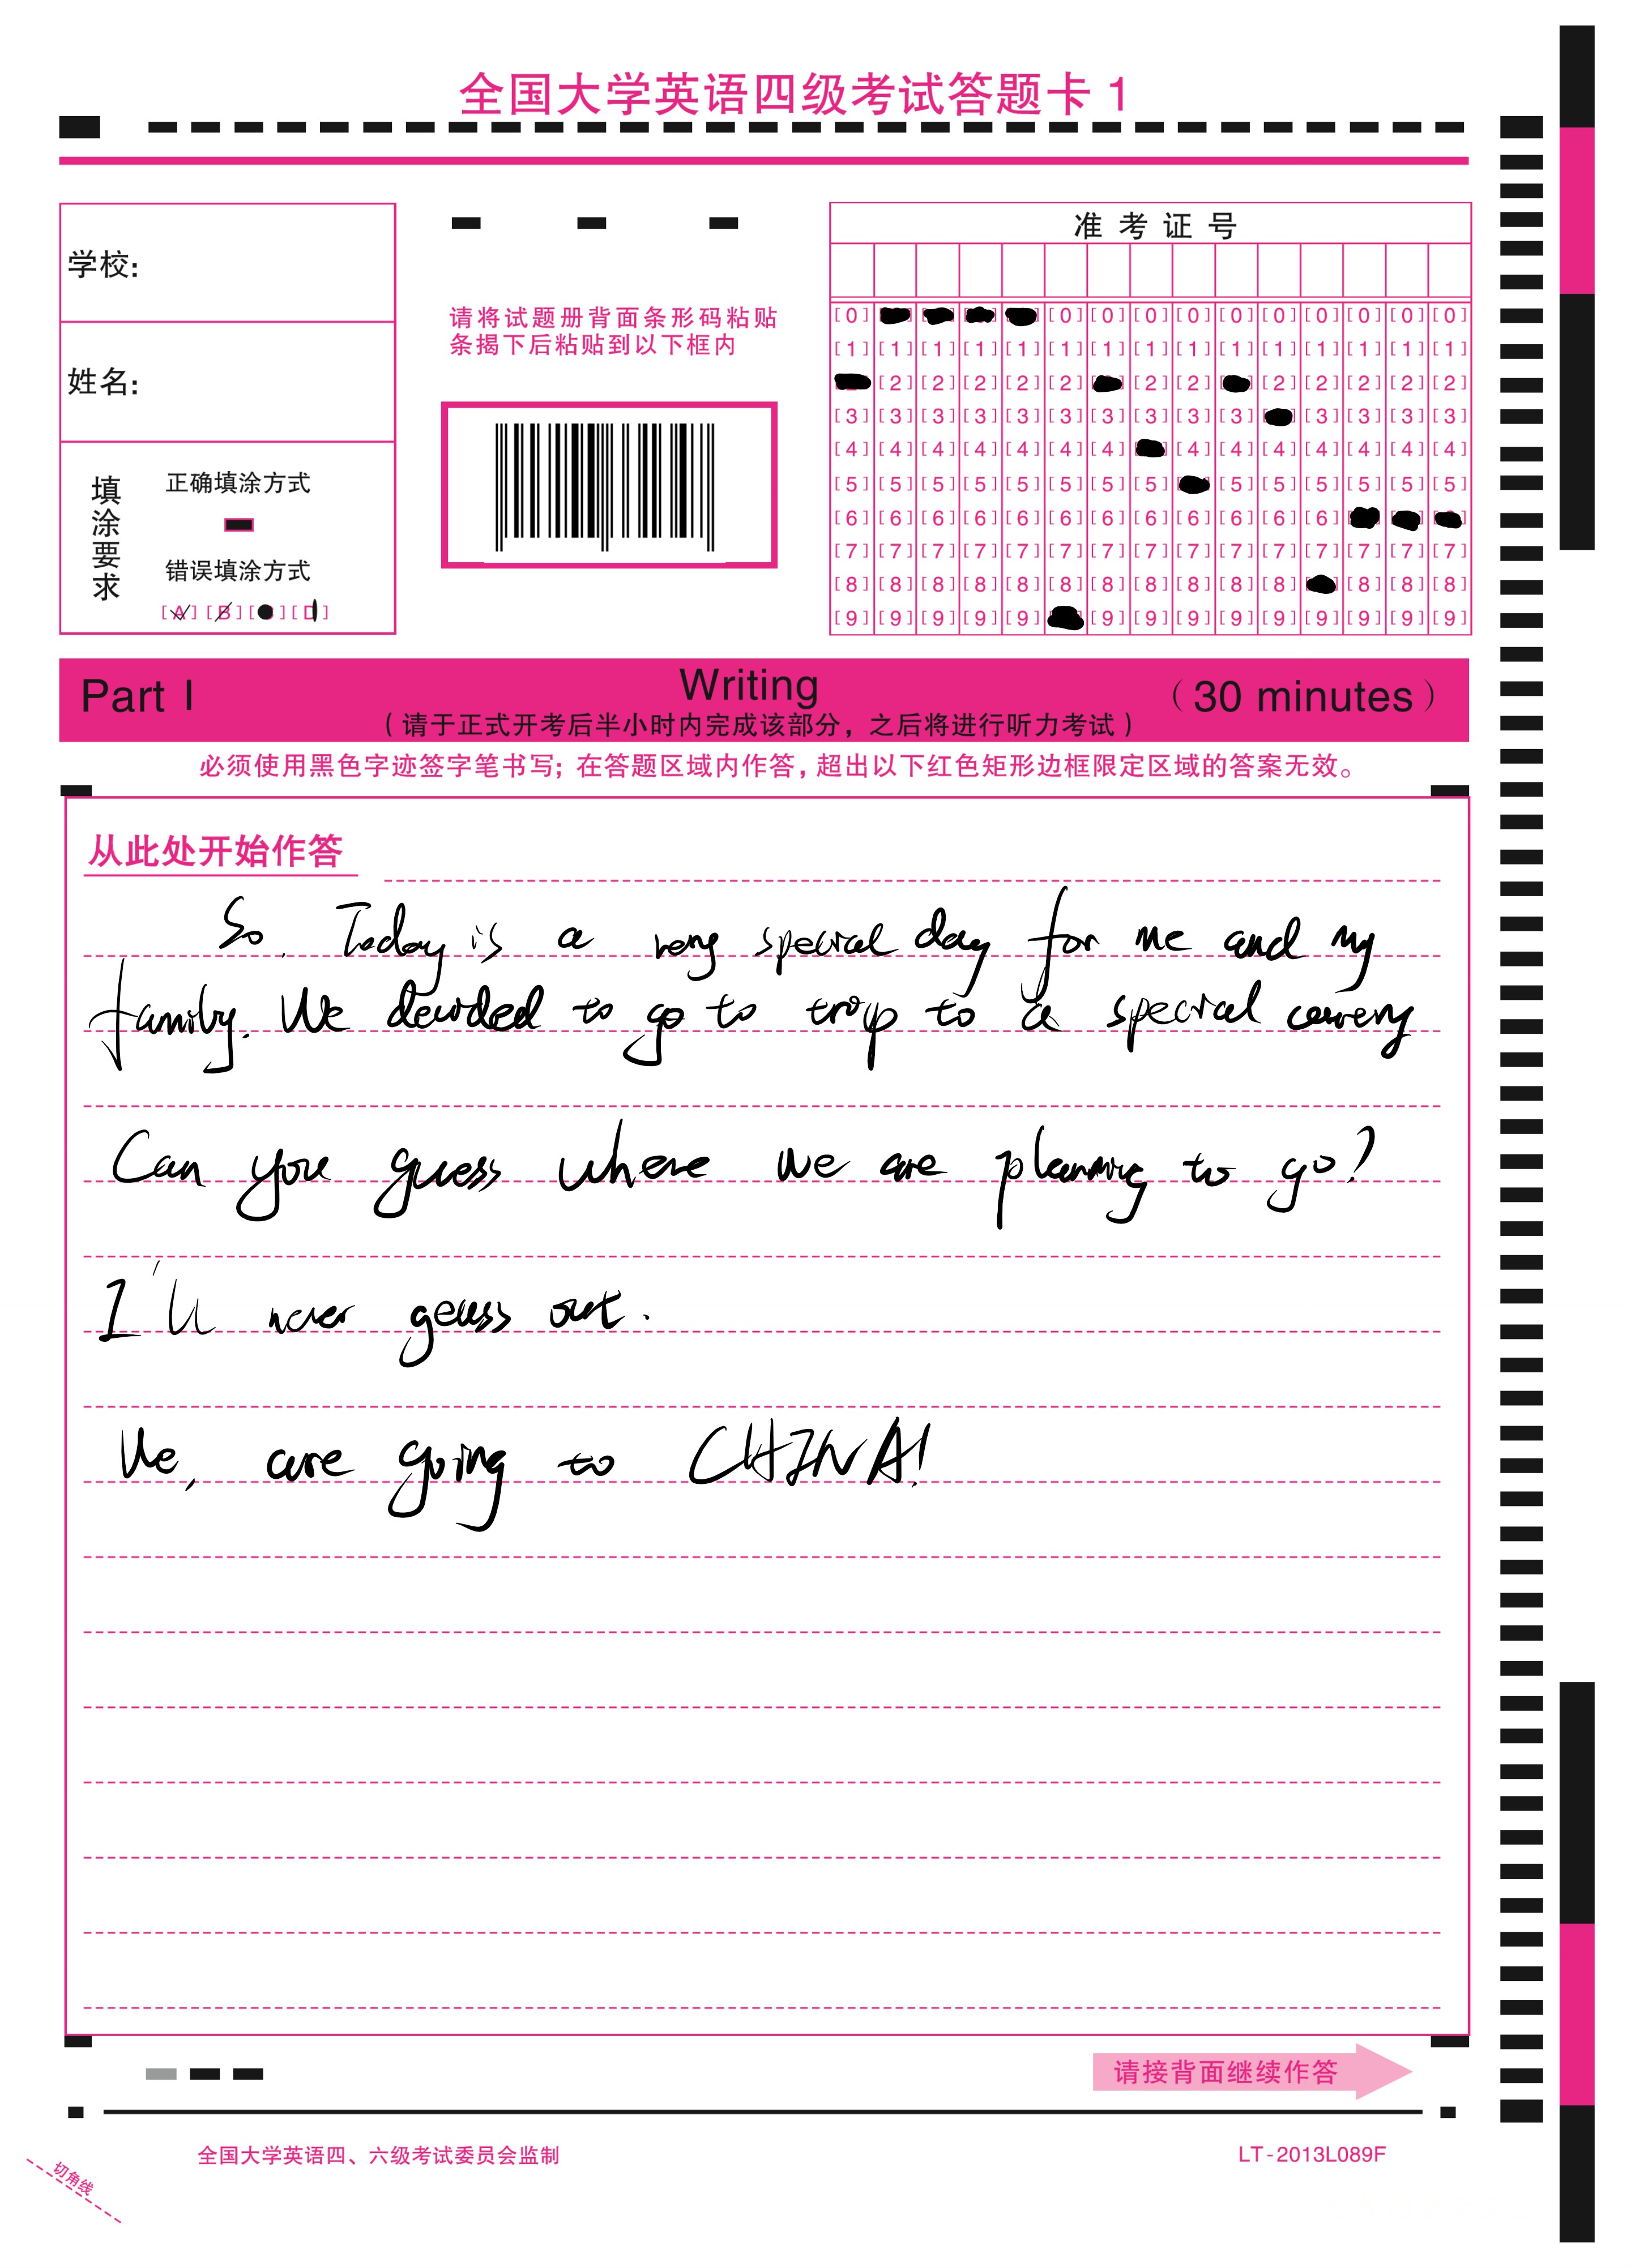 全国大学英语四级考试答题卡1
学校:
姓名:
填涂要求
正确填涂方式
错误填涂方式
[A] [B] [C] [D]
请将试题册背面条形码粘贴
条揭下后粘贴到以下框内
准考证号
[0] [0] [0] [0] [0] [0] [0] [0] [0] [0] [0]
[1] [1] [1] [1] [1] [1] [1] [1] [1] [1] [1] [1] [1] [1] [1]
[2] [2] [2] [2] [2] [2] [2] [2] [2] [2] [2] [2]
[3] [3] [3] [3] [3] [3] [3] [3] [3] [3] [3] [3] [3] [3]
[4] [4] [4] [4] [4] [4] [4] [4] [4] [4] [4] [4] [4] [4]
[5] [5] [5] [5] [5] [5] [5] [5] [5] [5] [5] [5] [5] [5]
[6] [6] [6] [6] [6] [6] [6] [6] [6] [6] [6] [6]
[7] [7] [7] [7] [7] [7] [7] [7] [7] [7] [7] [7] [7] [7] [7]
[8] [8] [8] [8] [8] [8] [8] [8] [8] [8] [8] [8] [8] [8]
[9] [9] [9] [9] [9] [9] [9] [9] [9] [9] [9] [9] [9] [9]
Part I Writing (30 minutes)
(请于正式开考后半小时内完成该部分，之后将进行听力考试)
必须使用黑色字迹签字笔书写；在答题区域内作答，超出以下红色矩形边框限定区域的答案无效。
从此处开始作答
So. Today is a very special day for me and my
family. We decided to go to trip to a special
Can you guess where we are planning to go?
I'll never geuss out.
We, are going to CHINA!
请接背面继续作答
全国大学英语四、六级考试委员会监制
LT-2013L089F
切角线